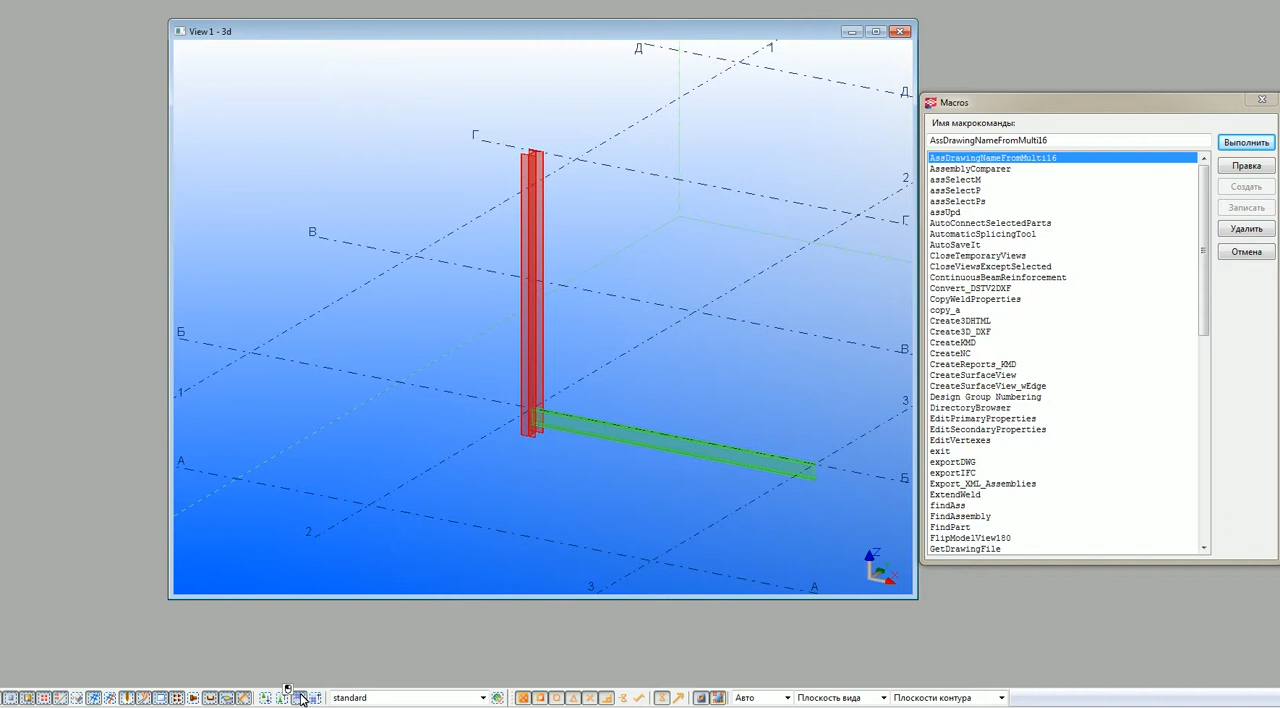 View 1 - 3d
Д
1
Д
Г
2
Г
В
В
Б
1
3
Б
А
2
3
А
Z
X
Macros
Имя макрокоманды:
AssDrawingNameFromMulti16
Выполнить
Правка
Создать
Записать
Удалить
Отмена
AssDrawingNameFromMulti16
AssemblyComparer
assSelectM
assSelectP
assSelectPs
assUpd
AutoConnectSelectedParts
AutomaticSplicingTool
AutoSaveIt
CloseTemporaryViews
CloseViewsExceptSelected
ContinuousBeamReinforcement
Convert_DSTV2DXF
CopyWeldProperties
copy_a
Create3DHTML
Create3D_DXF
CreateKMD
CreateNC
CreateReports_KMD
CreateSurfaceView
CreateSurfaceView_wEdge
Design Group Numbering
DirectoryBrowser
EditPrimaryProperties
EditSecondaryProperties
EditVertexes
exit
exportDWG
exportIFC
Export_XML_Assemblies
ExtendWeld
findAss
FindAssembly
FindPart
FlipModelView180
GetDrawingFile
standard
Авто
Плоскость вида
Плоскости контура